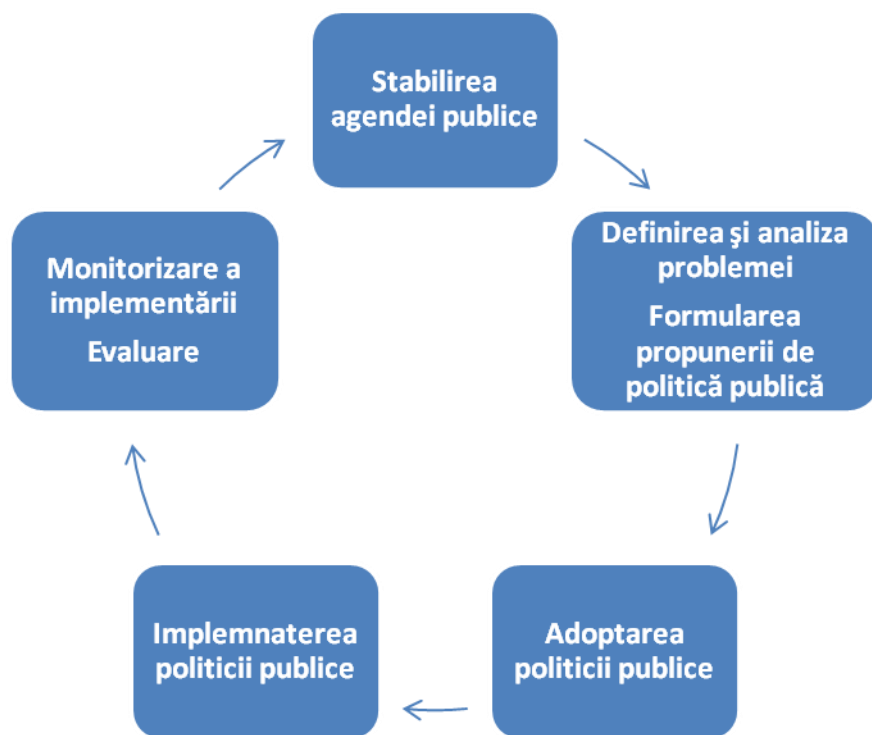 Stabilirea
agendei publice
Definirea şi analiza
problemei
Formularea
propunerii de
politică publică
Adoptarea
politicii publice
Implemnaterea
politicii publice
Monitorizare a
implementării
Evaluare